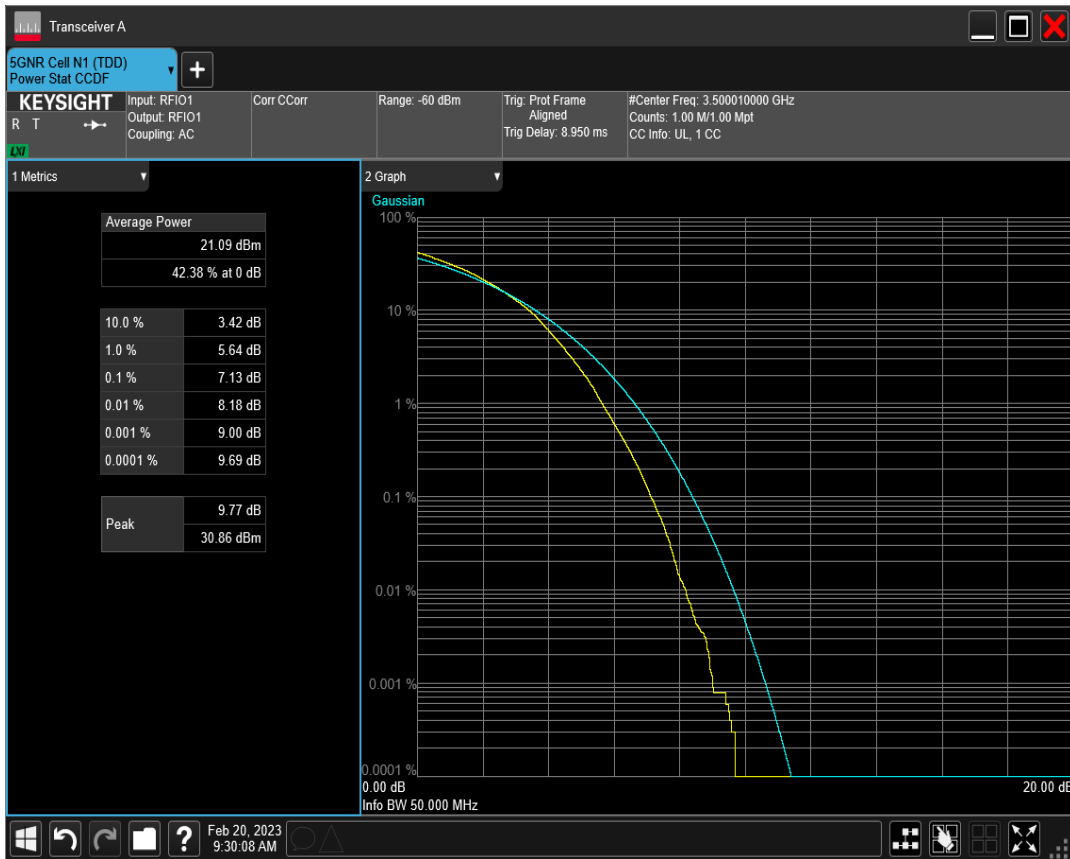 Transceiver A
5GNR Cell N1 (TDD)
Power Stat CCDF
+
KEYSIGHT
R T
LXI
Input: RFIO1
Output: RFIO1
Coupling: AC
Corr CCorr
Range: -60 dBm
Trig: Prot Frame
Aligned
Trig Delay: 8.950 ms
#Center Freq: 3.500010000 GHz
Counts: 1.00 M/1.00 Mpt
CC Info: UL, 1 CC
1 Metrics
Average Power
21.09 dBm
42.38 % at 0 dB
10.0 % 3.42 dB
1.0 % 5.64 dB
0.1 % 7.13 dB
0.01 % 8.18 dB
0.001 % 9.00 dB
0.0001 % 9.69 dB
Peak
9.77 dB
30.86 dBm
2 Graph
Gaussian
100 %
10 %
1 %
0.1 %
0.01 %
0.001 %
0.0001 %
0.00 dB
20.00 dB
Info BW 50.000 MHz
?
Feb 20, 2023
9:30:08 AM